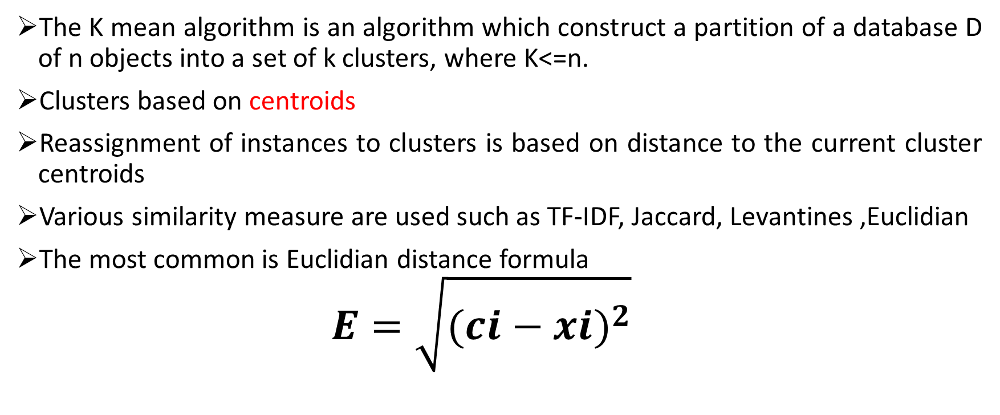 ➢The K mean algorithm is an algorithm which construct a partition of a database D
of n objects into a set of k clusters, where K<=n.
➢Clusters based on centroids
➢Reassignment of instances to clusters is based on distance to the current cluster
centroids
➢Various similarity measure are used such as TF-IDF, Jaccard, Levantines ,Euclidian
➢The most common is Euclidian distance formula
E = √(ci − xi)²